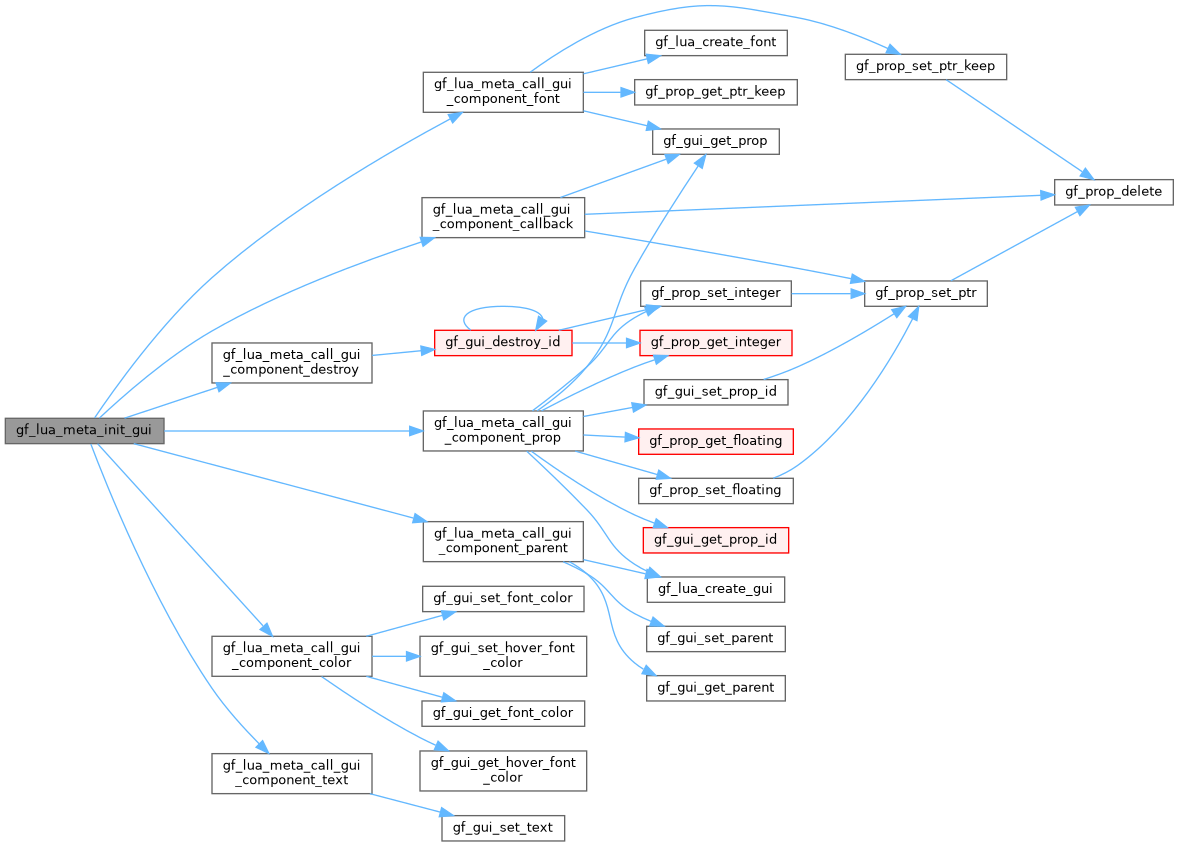 gf_lua_meta_init_gui
gf_lua_meta_call_gui
_component_font
gf_lua_create_font
gf_prop_set_ptr_keep
gf_prop_get_ptr_keep
gf_gui_get_prop
gf_prop_delete
gf_lua_meta_call_gui
_component_callback
gf_prop_set_integer
gf_prop_set_ptr
gf_gui_destroy_id
gf_prop_get_integer
gf_lua_meta_call_gui
_component_destroy
gf_gui_set_prop_id
gf_lua_meta_call_gui
_component_prop
gf_prop_get_floating
gf_prop_set_floating
gf_gui_get_prop_id
gf_lua_meta_call_gui
_component_parent
gf_lua_create_gui
gf_gui_set_parent
gf_gui_get_parent
gf_gui_set_font_color
gf_lua_meta_call_gui
_component_color
gf_gui_set_hover_font
_color
gf_gui_get_font_color
gf_gui_get_hover_font
_color
gf_lua_meta_call_gui
_component_text
gf_gui_set_text